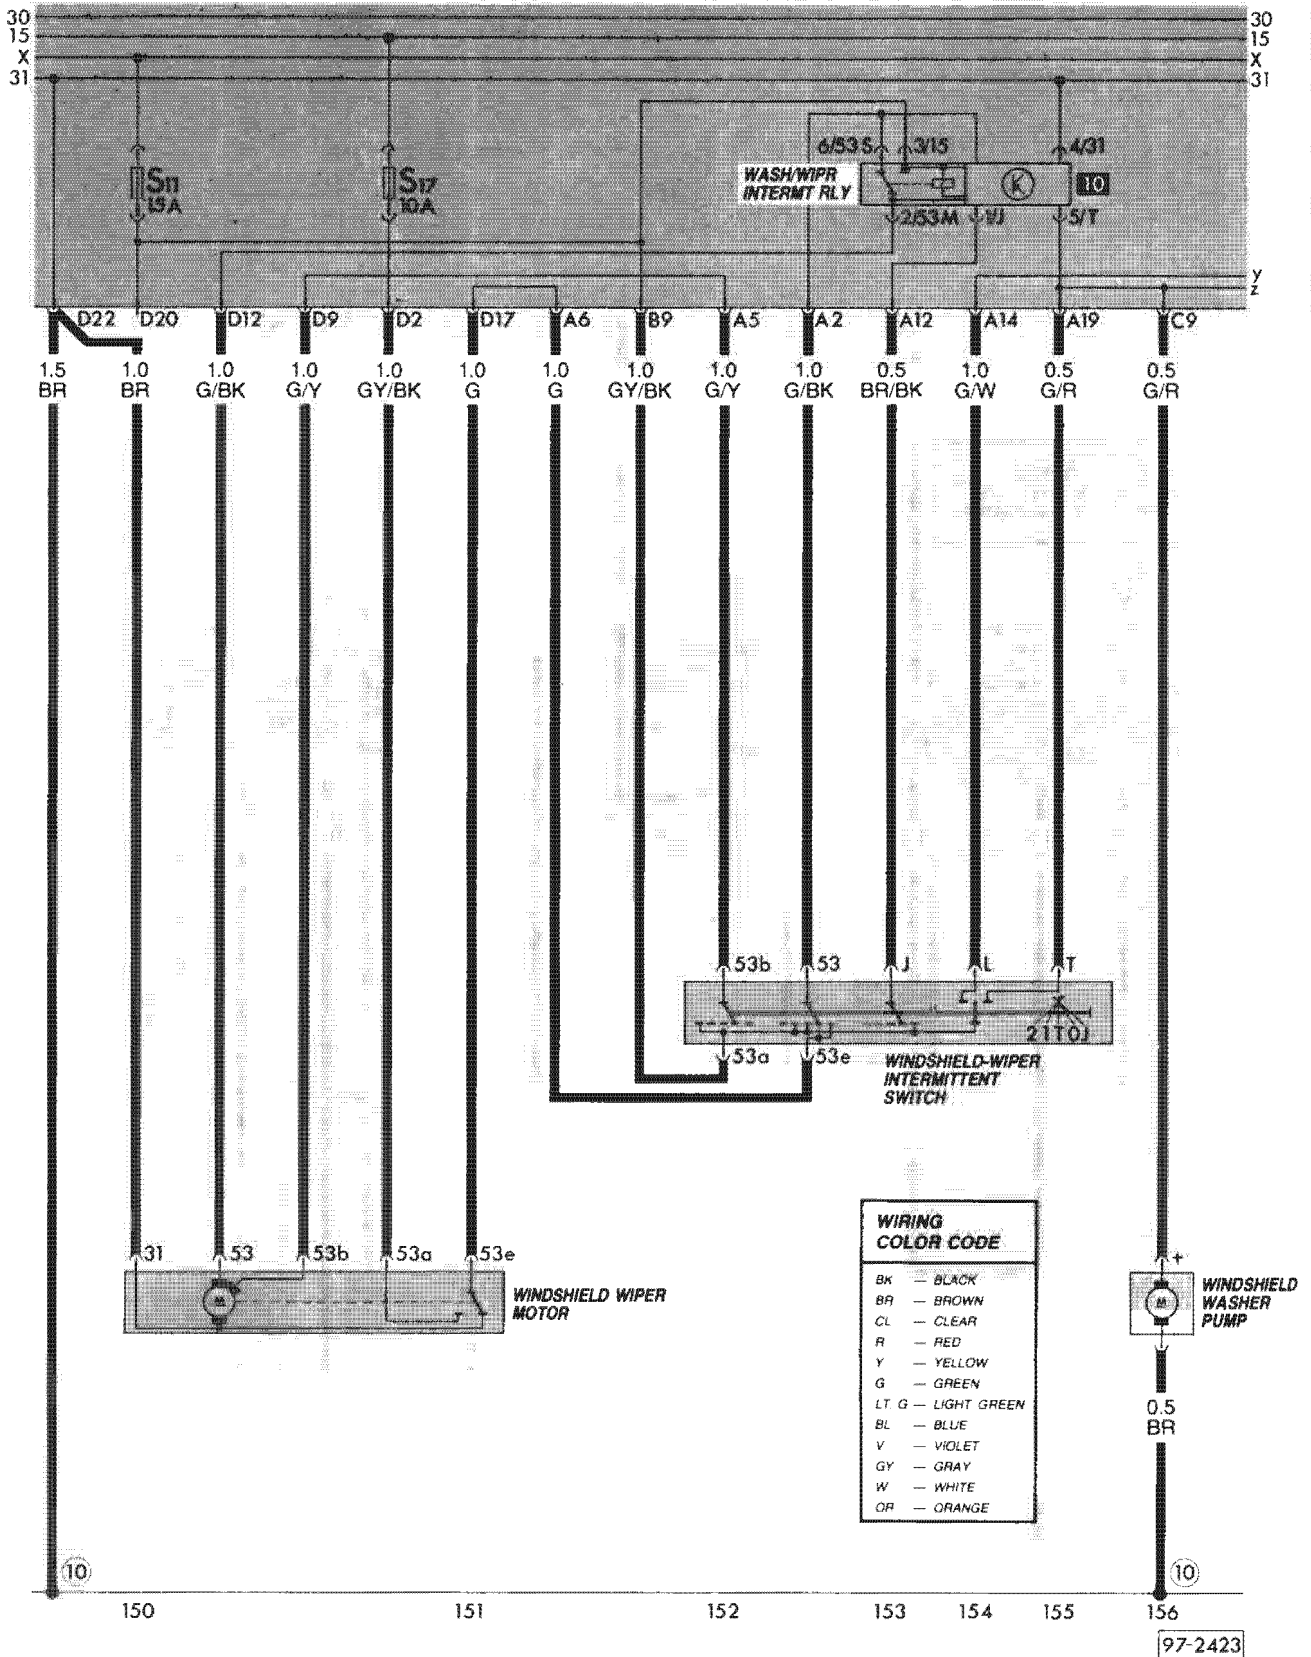 30 30
15 15
X X
31 31
6/53 S 3/15 4/31
WASH/WIPR
INTERMT RLY
K
10
S11
15A
S17
10A
2/53M 1/J 5/T
y
z
D22 D20 D12 D9 D2 D17 A6 B9 A5 A2 A12 A14 A19 C9
1.5 1.0 1.0 1.0 1.0 1.0 1.0 1.0 1.0 1.0 0.5 1.0 0.5 0.5
BR BR G/BK G/Y GY/BK G G GY/BK G/Y G/BK BR/BK G/W G/R G/R
53b 53 J L T
2 1 T 0 J
53a 53e
WINDSHIELD-WIPER
INTERMITTENT
SWITCH
31 53 53b 53a 53e
M
WINDSHIELD WIPER
MOTOR
WIRING
COLOR CODE
BK — BLACK
BR — BROWN
CL — CLEAR
R — RED
Y — YELLOW
G — GREEN
LT. G — LIGHT GREEN
BL — BLUE
V — VIOLET
GY — GRAY
W — WHITE
OR — ORANGE
+
M
WINDSHIELD
WASHER
PUMP
0.5
BR
10 10
150 151 152 153 154 155 156
97-2423